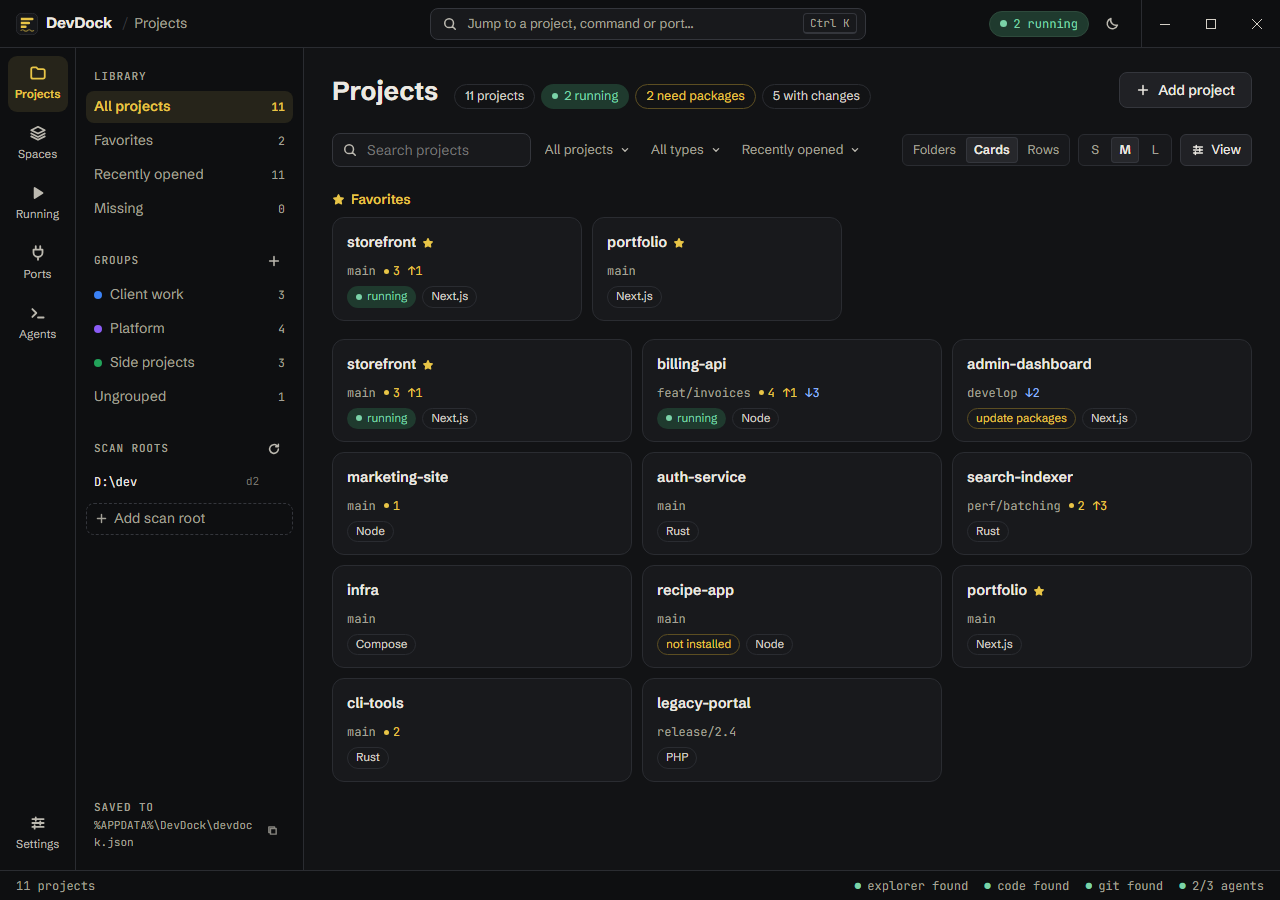 DevDock / Projects
Jump to a project, command or port... Ctrl K
2 running
Projects
Spaces
Running
Ports
Agents
Settings
LIBRARY
All projects 11
Favorites 2
Recently opened 11
Missing 0
GROUPS
Client work 3
Platform 4
Side projects 3
Ungrouped 1
SCAN ROOTS
D:\dev d2
Add scan root
SAVED TO
%APPDATA%\DevDock\devdoc
k.json
Projects 11 projects 2 running 2 need packages 5 with changes
Add project
Search projects All projects All types Recently opened Folders Cards Rows S M L View
Favorites
storefront
main 3 ↑1
running Next.js
portfolio
main
Next.js
storefront
main 3 ↑1
running Next.js
billing-api
feat/invoices 4 ↑1 ↓3
running Node
admin-dashboard
develop ↓2
update packages Next.js
marketing-site
main 1
Node
auth-service
main
Rust
search-indexer
perf/batching 2 ↑3
Rust
infra
main
Compose
recipe-app
main
not installed Node
portfolio
main
Next.js
cli-tools
main 2
Rust
legacy-portal
release/2.4
PHP
11 projects explorer found code found git found 2/3 agents